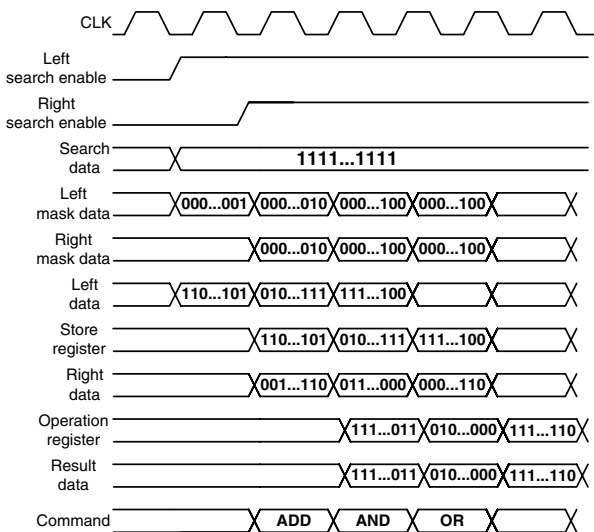 CLK
Left
search enable
Right
search enable
Search
data
1111...1111
Left
mask data
000...001 000...010 000...100 000...100
Right
mask data
000...010 000...100 000...100
Left
data
110...101 010...111 111...100
Store
register
110...101 010...111 111...100
Right
data
001...110 011...000 000...110
Operation
register
111...011 010...000 111...110
Result
data
111...011 010...000 111...110
Command ADD AND OR